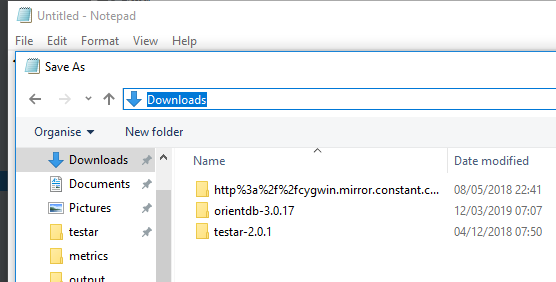 Untitled - Notepad
File Edit Format View Help
Save As
Downloads
Organise New folder
Downloads
Documents
Pictures
testar
metrics
output
Name Date modified
http%3a%2f%2fcygwin.mirror.constant.c... 08/05/2018 22:41
orientdb-3.0.17 12/03/2019 07:07
testar-2.0.1 04/12/2018 07:50